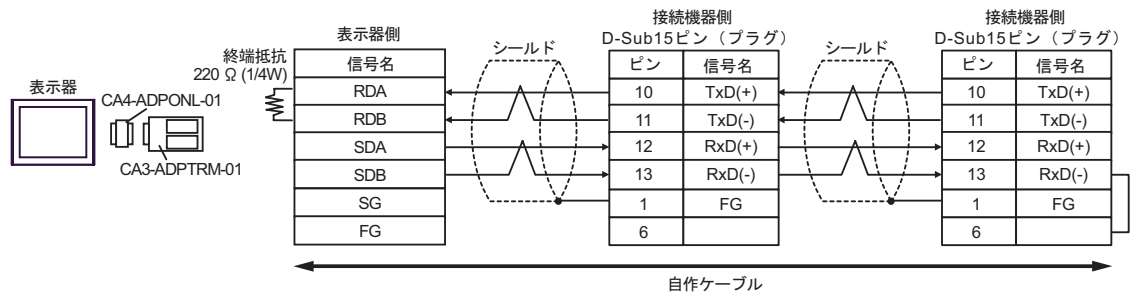 表示器
CA4-ADPONL-01
CA3-ADPTRM-01
終端抵抗
220 Ω (1/4W)
表示器側
信号名
RDA
RDB
SDA
SDB
SG
FG
シールド
接続機器側
D-Sub15ピン（プラグ）
ピン 信号名
10 TxD(+)
11 TxD(-)
12 RxD(+)
13 RxD(-)
1 FG
6
シールド
接続機器側
D-Sub15ピン（プラグ）
ピン 信号名
10 TxD(+)
11 TxD(-)
12 RxD(+)
13 RxD(-)
1 FG
6
自作ケーブル